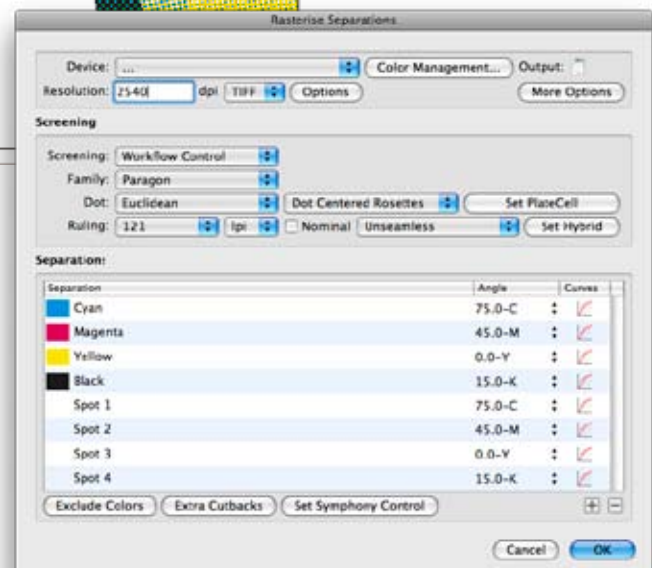 Rasterise Separations
Device: ... Color Management... Output:
Resolution: 2540 dpi TIFF Options More Options
Screening
Screening: Workflow Control
Family: Paragon
Dot: Euclidean Dot Centered Rosettes Set PlateCell
Ruling: 121 lpi Nominal Unseamless Set Hybrid
Separation:
Separation Angle Curves
Cyan 75.0-C
Magenta 45.0-M
Yellow 0.0-Y
Black 15.0-K
Spot 1 75.0-C
Spot 2 45.0-M
Spot 3 0.0-Y
Spot 4 15.0-K
Exclude Colors Extra Cutbacks Set Symphony Control
Cancel OK